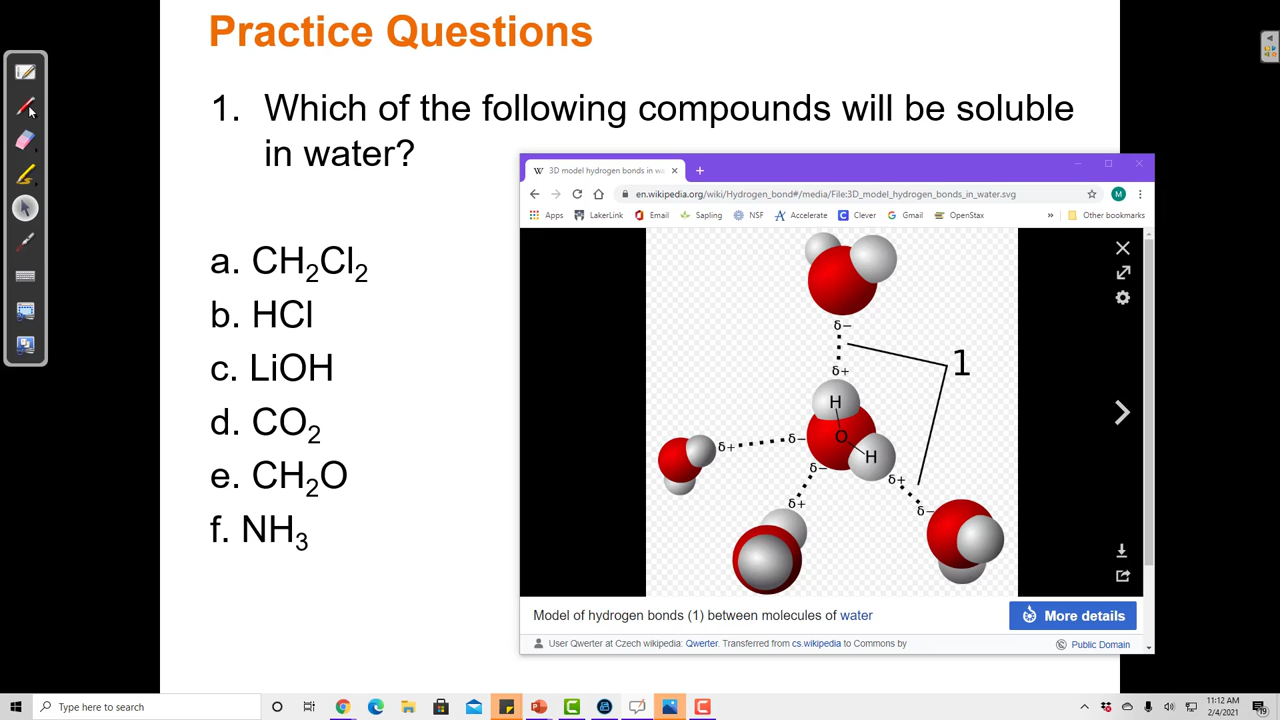 Practice Questions
1. Which of the following compounds will be soluble
in water?
a. CH₂Cl₂
b. HCl
c. LiOH
d. CO₂
e. CH₂O
f. NH₃
3D model hydrogen bonds in wa
en.wikipedia.org/wiki/Hydrogen_bond#/media/File:3D_model_hydrogen_bonds_in_water.svg
M
Apps LakerLink Email Sapling NSF Accelerate Clever Gmail OpenStax » Other bookmarks
δ−
1
δ+
H
O
H
δ+
δ−
δ−
δ+
δ+
δ−
Model of hydrogen bonds (1) between molecules of water
More details
User Qwerter at Czech wikipedia: Qwerter. Transferred from cs.wikipedia to Commons by
Public Domain
Type here to search
11:12 AM
2/4/2021
19